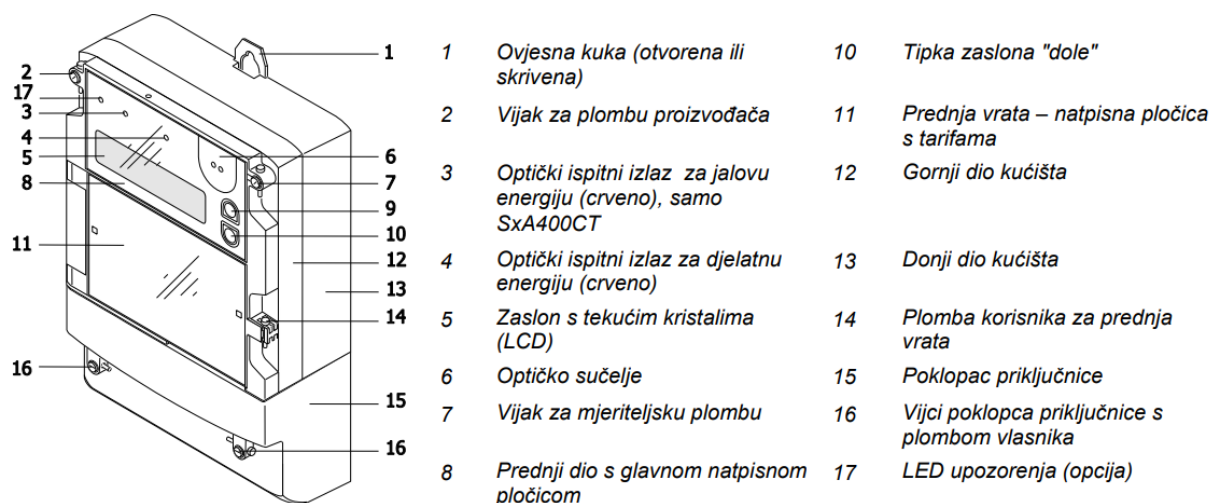 1
2
17
3
4
5
8
11
16
6
7
9
10
12
13
14
15
16
1 Ovjesna kuka (otvorena ili
skrivena)
2 Vijak za plombu proizvođača
3 Optički ispitni izlaz za jalovu
energiju (crveno), samo
SxA400CT
4 Optički ispitni izlaz za djelatnu
energiju (crveno)
5 Zaslon s tekućim kristalima
(LCD)
6 Optičko sučelje
7 Vijak za mjeriteljsku plombu
8 Prednji dio s glavnom natpisnom
pločicom
10 Tipka zaslona "dole"
11 Prednja vrata – natpisna pločica
s tarifama
12 Gornji dio kućišta
13 Donji dio kućišta
14 Plomba korisnika za prednja
vrata
15 Poklopac priključnice
16 Vijci poklopca priključnice s
plombom vlasnika
17 LED upozorenja (opcija)